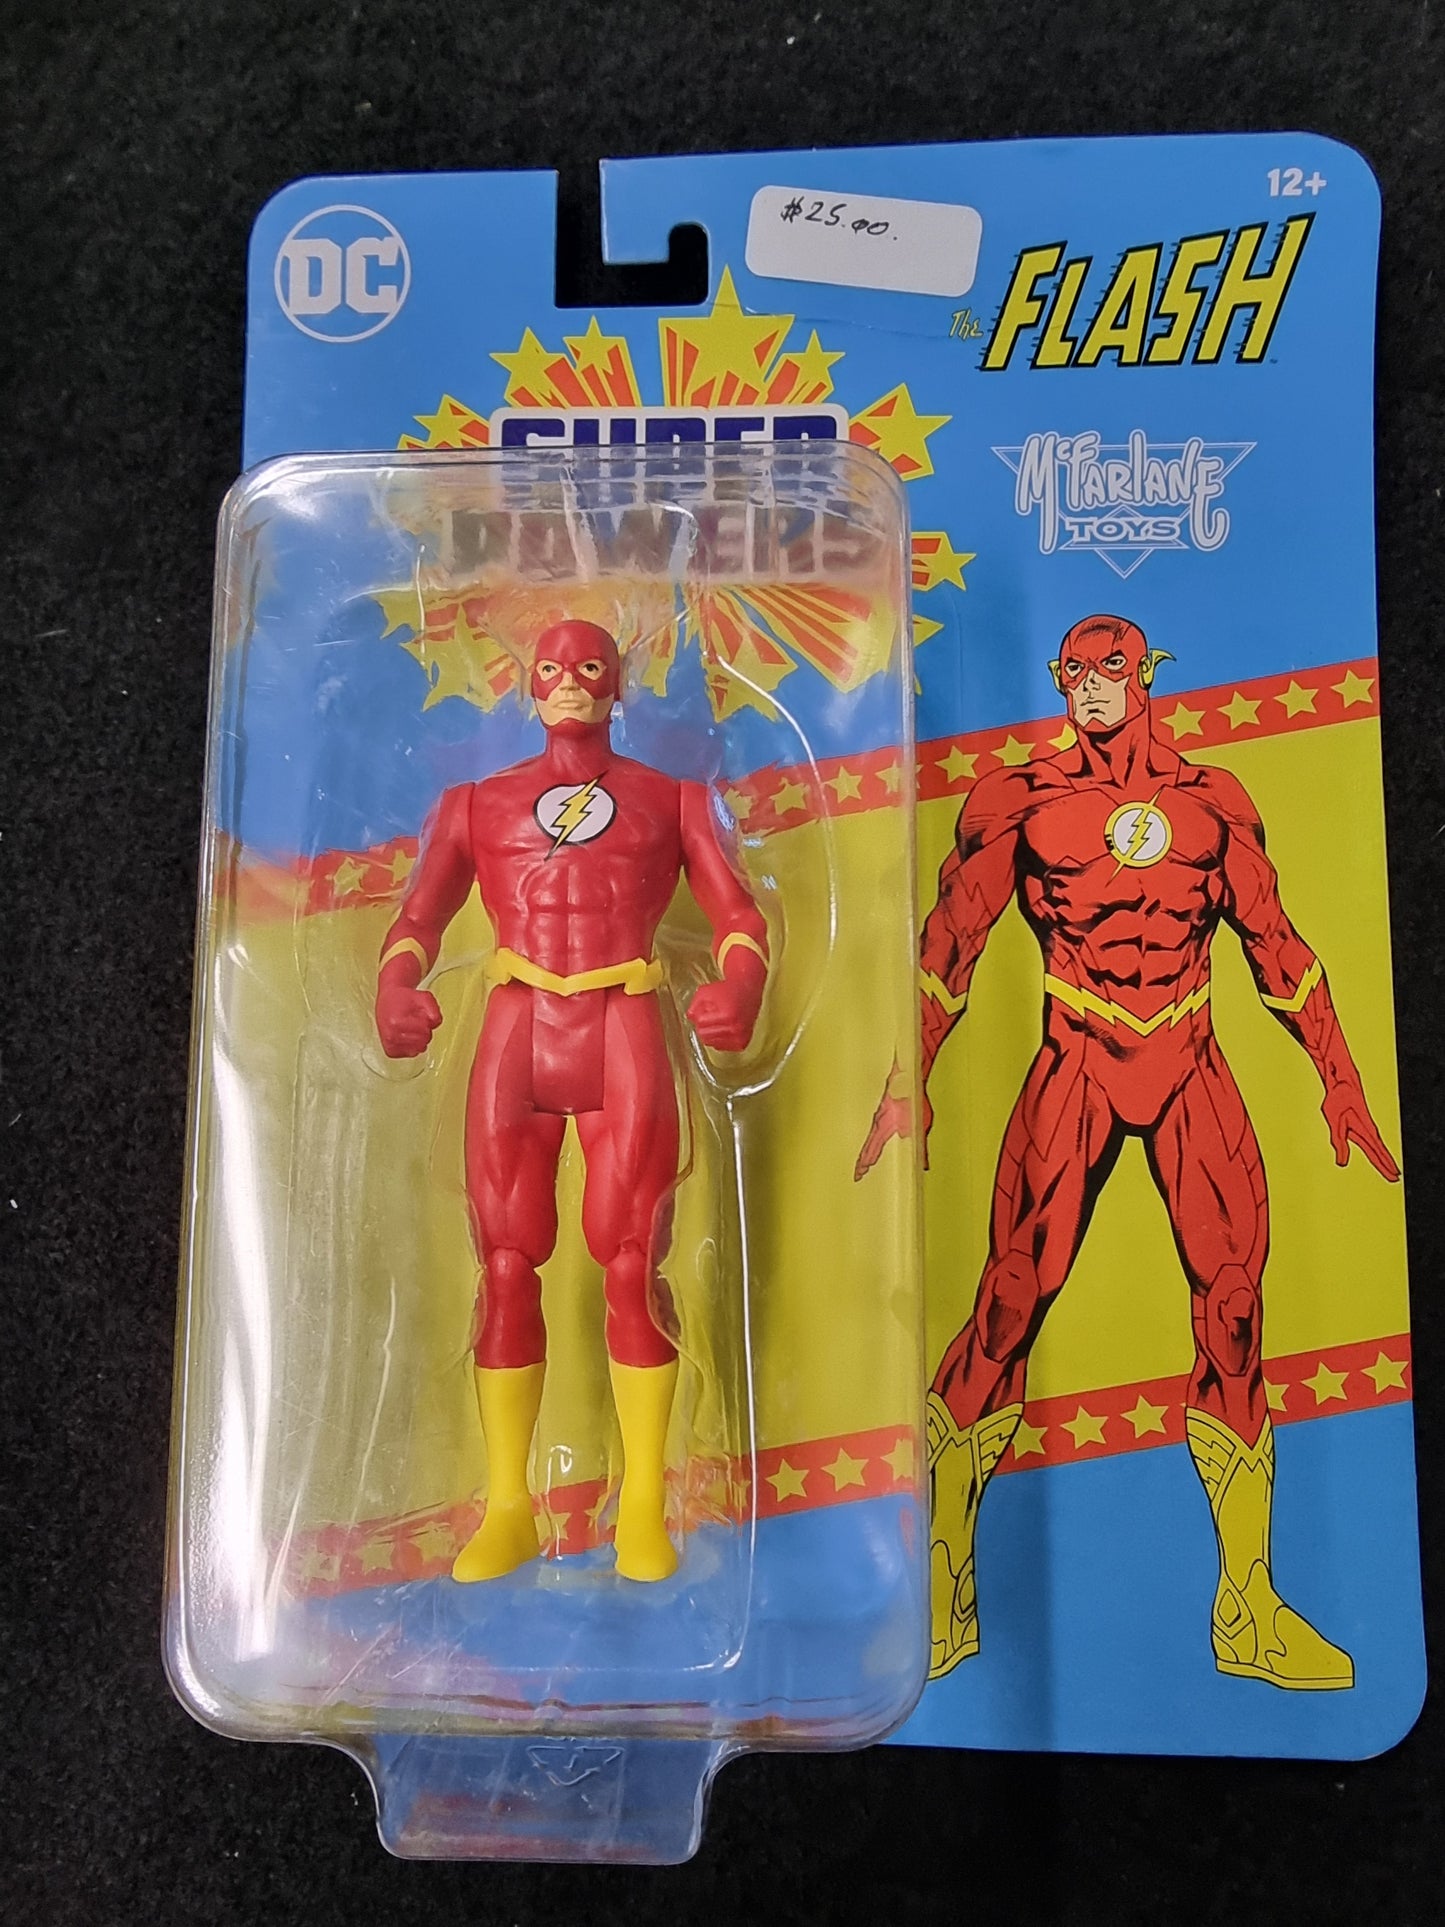 12+
$25.00.
DC
The FLASH
SUPER
POWERS
McFARLANE
TOYS